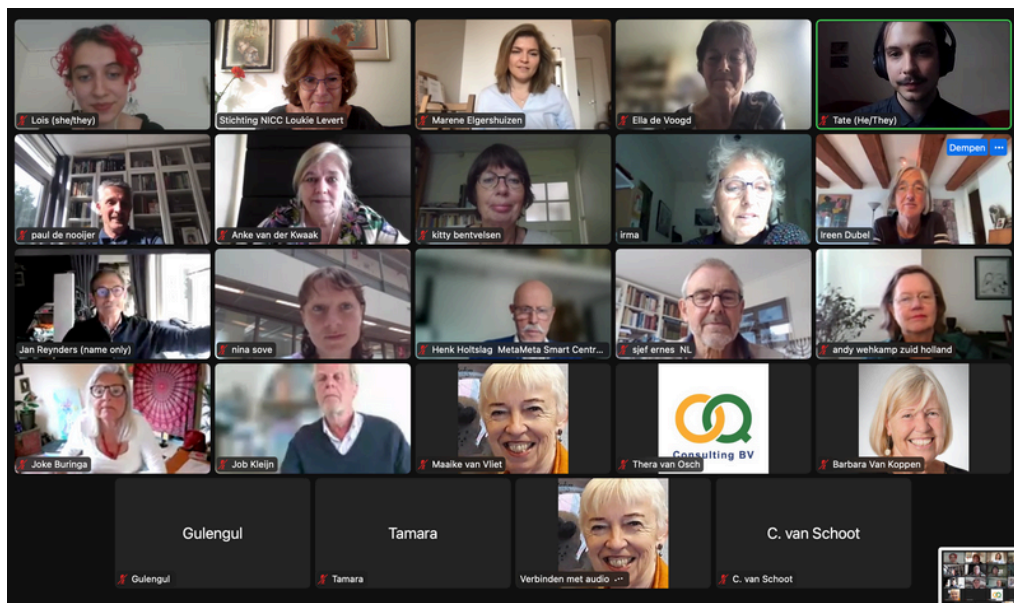 Lois (she/they)
Stichting NICC Loukie Levert
Marene Elgershuizen
Ella de Voogd
Tate (He/They)
paul de nooijer
Anke van der Kwaak
kitty bentvelsen
irma
Dempen
Ireen Dubel
Jan Reynders (name only)
nina sove
Henk Holtslag MetaMeta Smart Centr...
sjef ernes NL
andy wehkamp zuid holland
Joke Buringa
Job Kleijn
Maaike van Vliet
Consulting BV
Thera van Osch
Barbara Van Koppen
Gulengul
Gulengul
Tamara
Tamara
Verbinden met audio ...
C. van Schoot
C. van Schoot